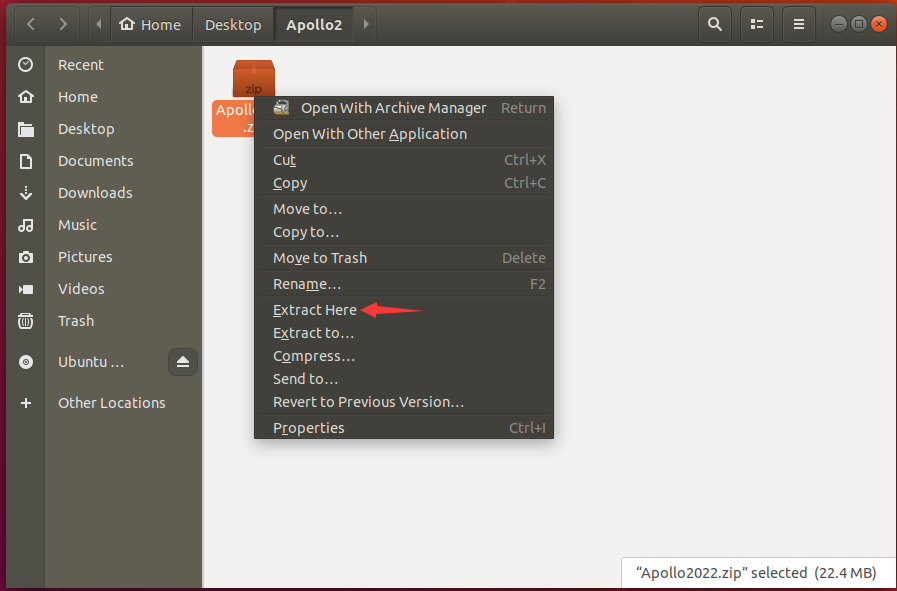 Home
Desktop
Apollo2
Recent
Home
Desktop
Documents
Downloads
Music
Pictures
Videos
Trash
Ubuntu …
Other Locations
zip
Apoll
.z
Open With Archive Manager Return
Open With Other Application
Cut Ctrl+X
Copy Ctrl+C
Move to…
Copy to…
Move to Trash Delete
Rename… F2
Extract Here
Extract to…
Compress…
Send to…
Revert to Previous Version…
Properties Ctrl+I
“Apollo2022.zip” selected (22.4 MB)